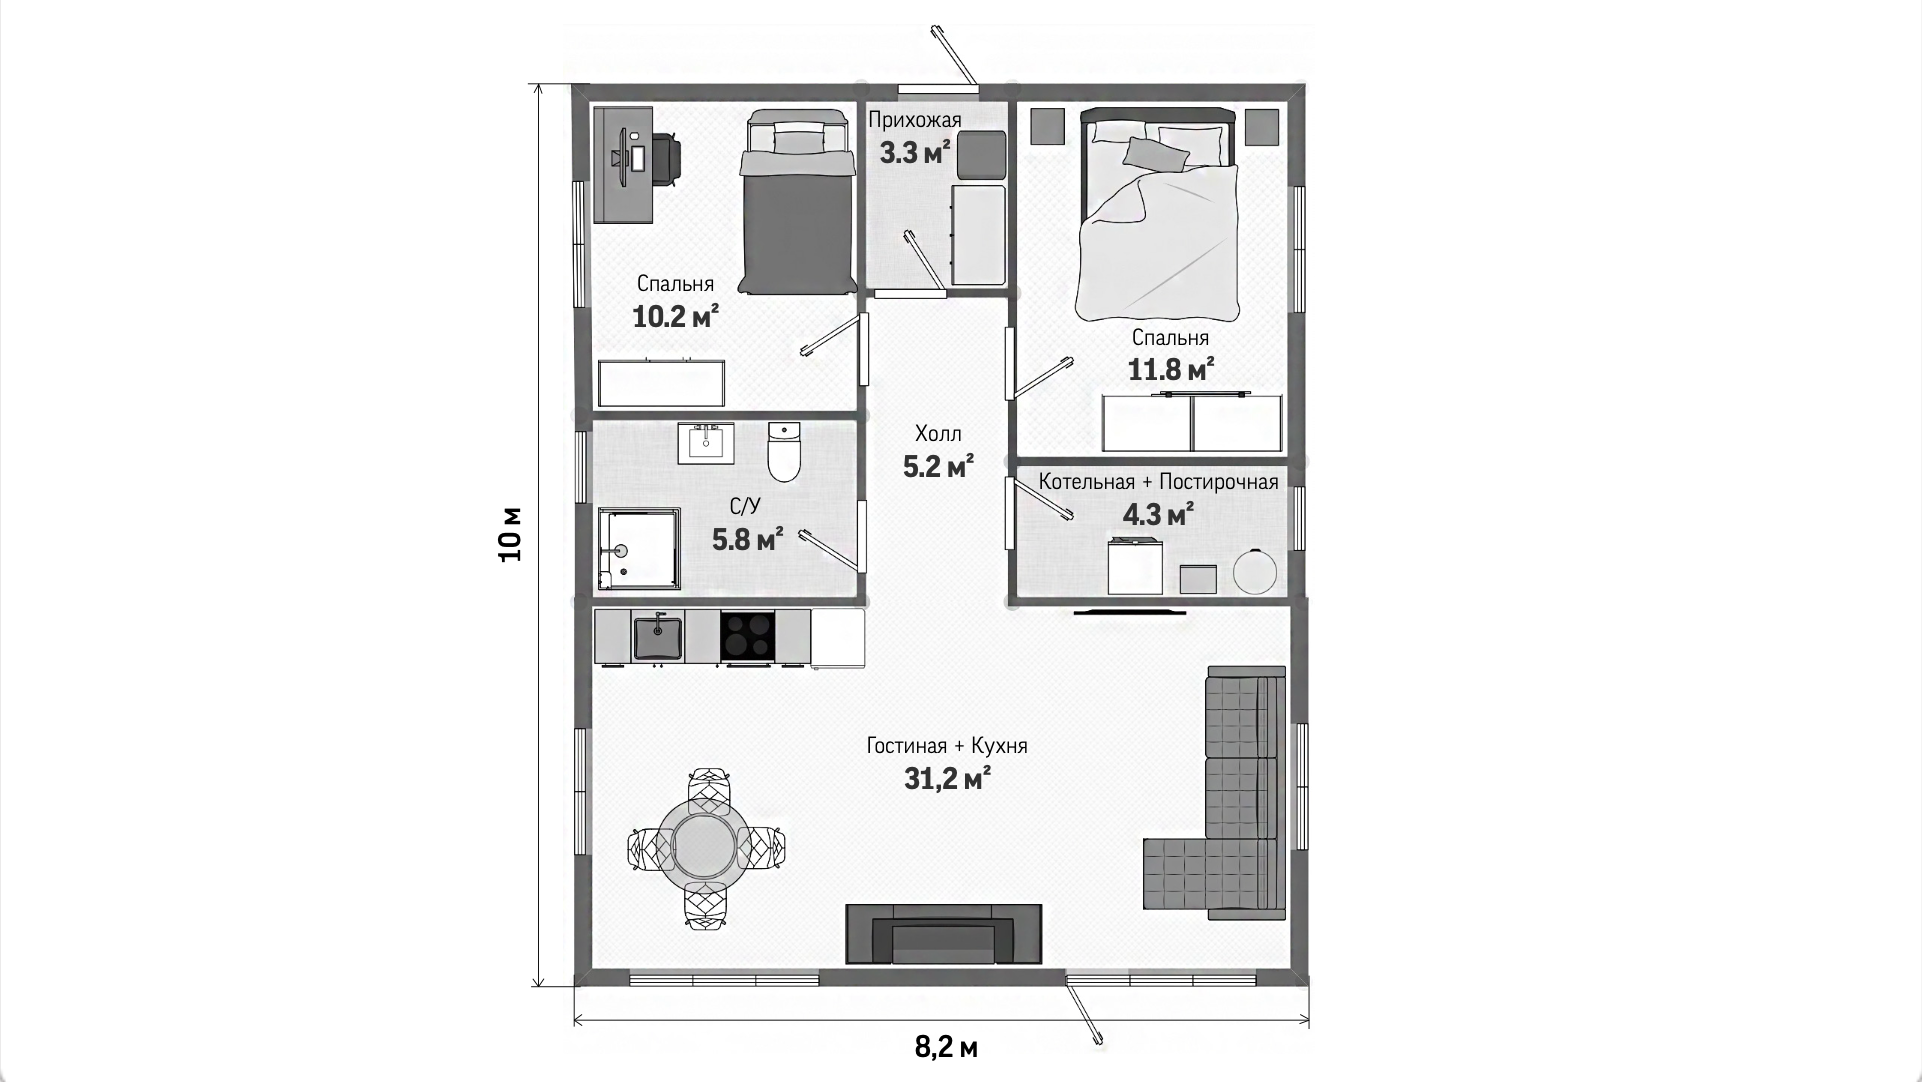 Прихожая
3.3 м²
Спальня
10.2 м²
Спальня
11.8 м²
Холл
5.2 м²
Котельная + Постирочная
4.3 м²
С/У
5.8 м²
10 м
Гостиная + Кухня
31,2 м²
8,2 м